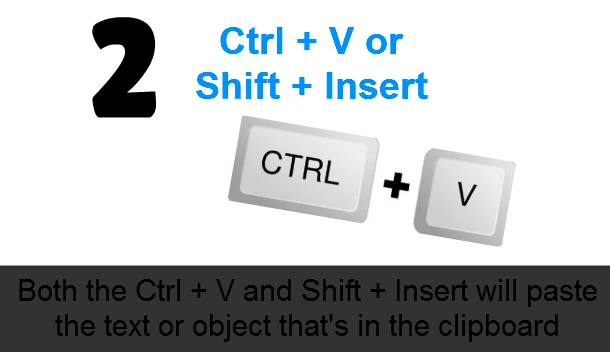 2
Ctrl + V or
Shift + Insert
CTRL + V
Both the Ctrl + V and Shift + Insert will paste
the text or object that's in the clipboard